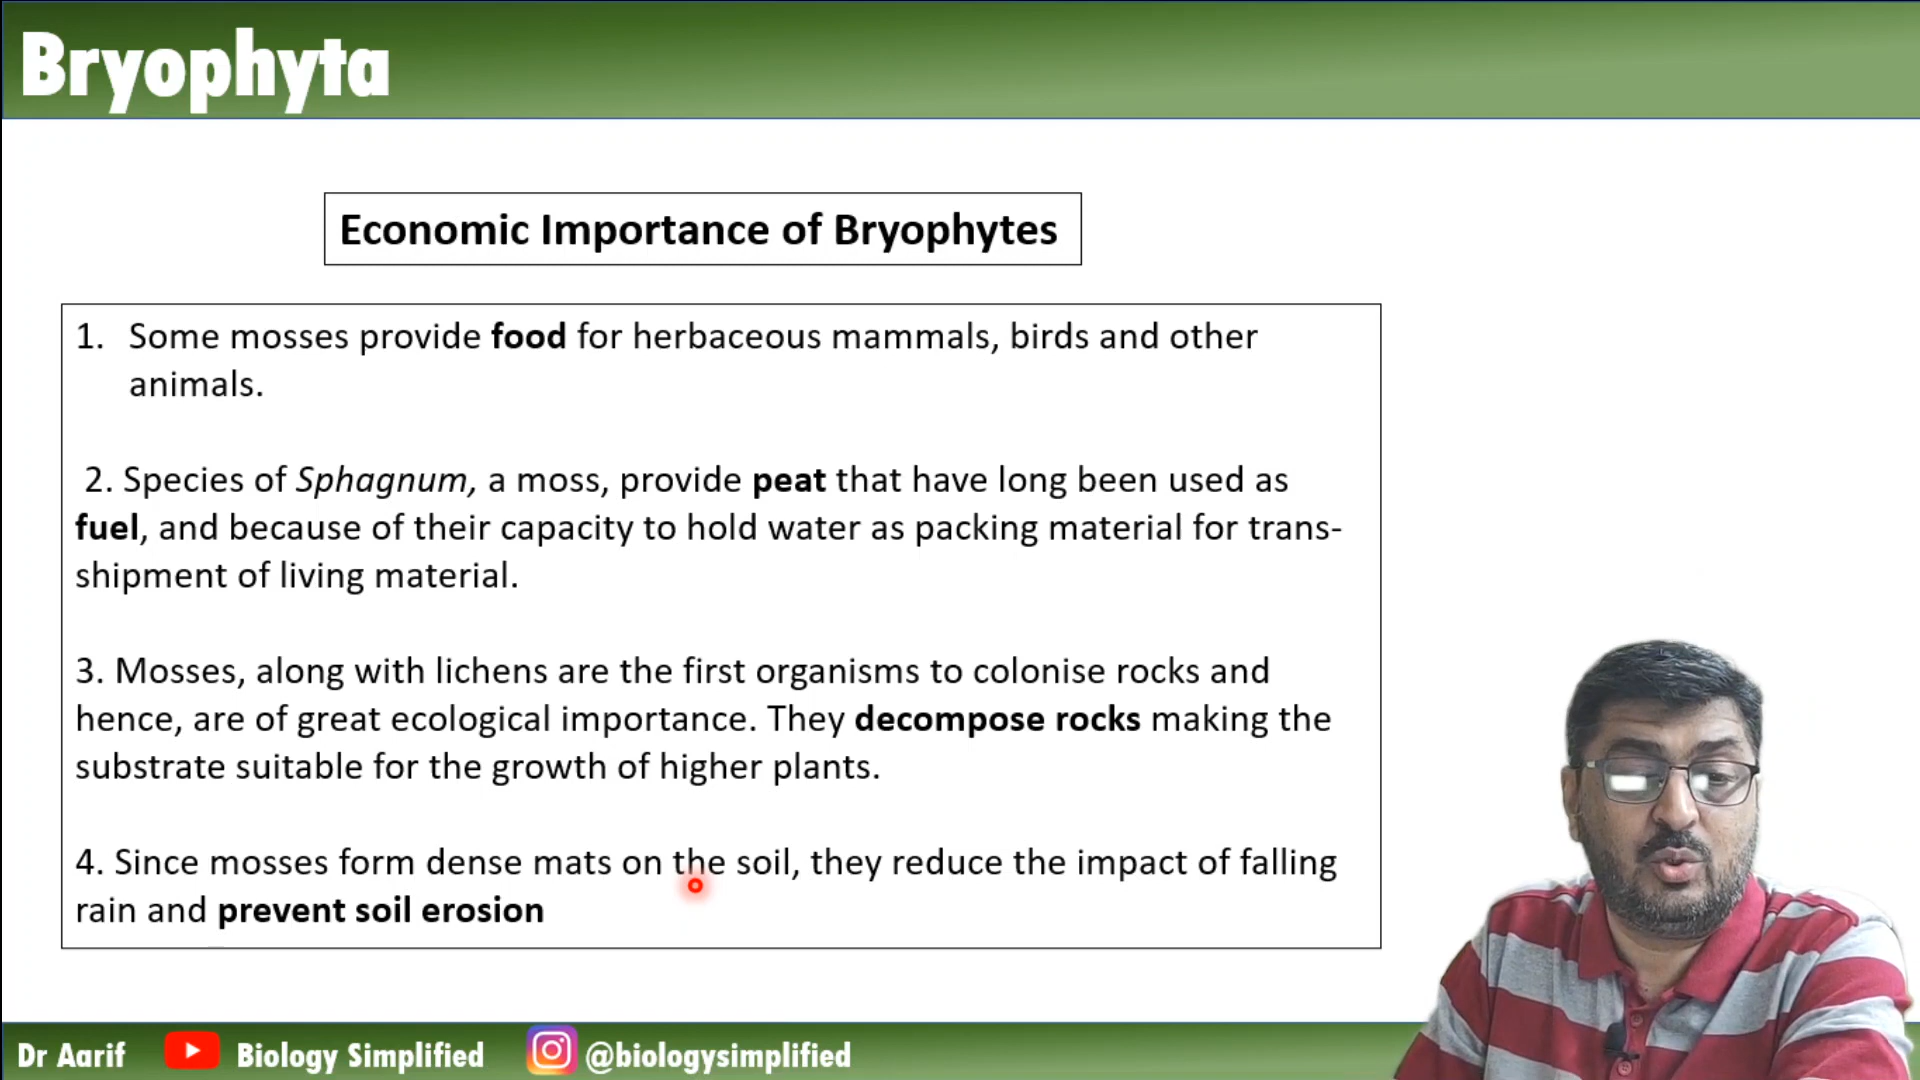 Bryophyta
Economic Importance of Bryophytes
1. Some mosses provide food for herbaceous mammals, birds and other
animals.
2. Species of Sphagnum, a moss, provide peat that have long been used as
fuel, and because of their capacity to hold water as packing material for trans-
shipment of living material.
3. Mosses, along with lichens are the first organisms to colonise rocks and
hence, are of great ecological importance. They decompose rocks making the
substrate suitable for the growth of higher plants.
4. Since mosses form dense mats on the soil, they reduce the impact of falling
rain and prevent soil erosion
Dr Aarif Biology Simplified @biologysimplified